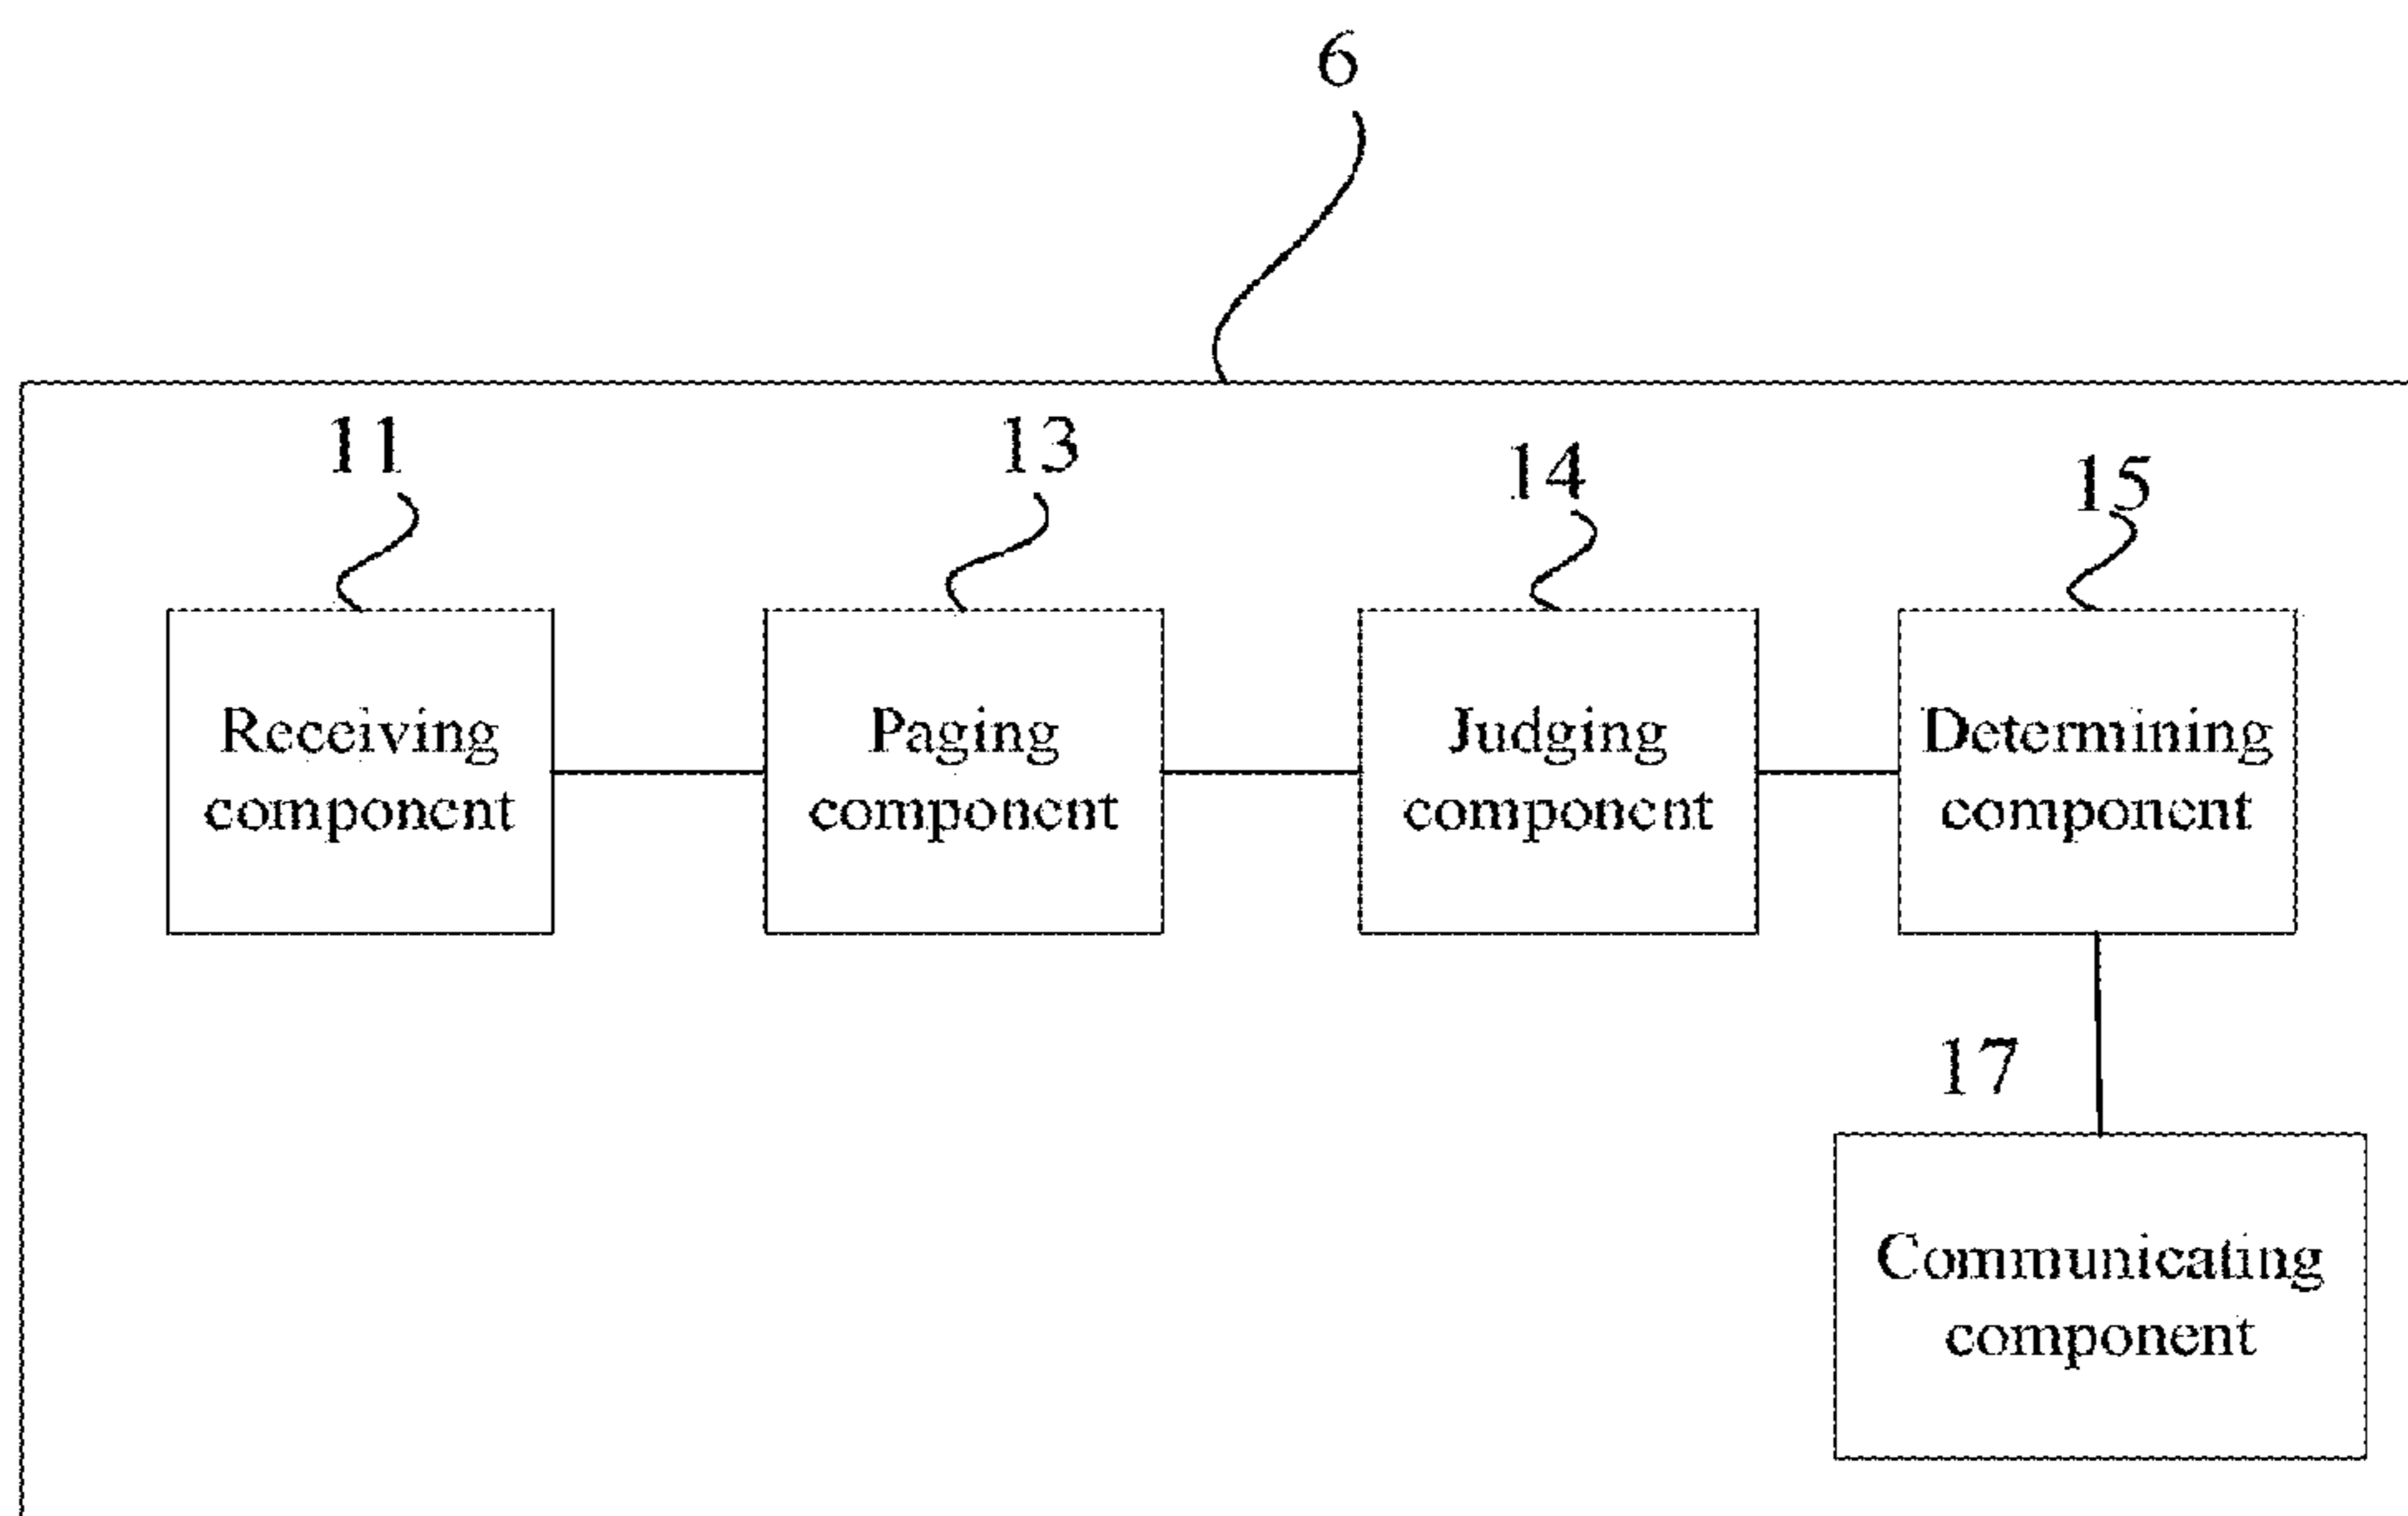 6
11
13
14
15
Receiving
component
Paging
component
Judging
component
Determining
component
17
Communicating
component